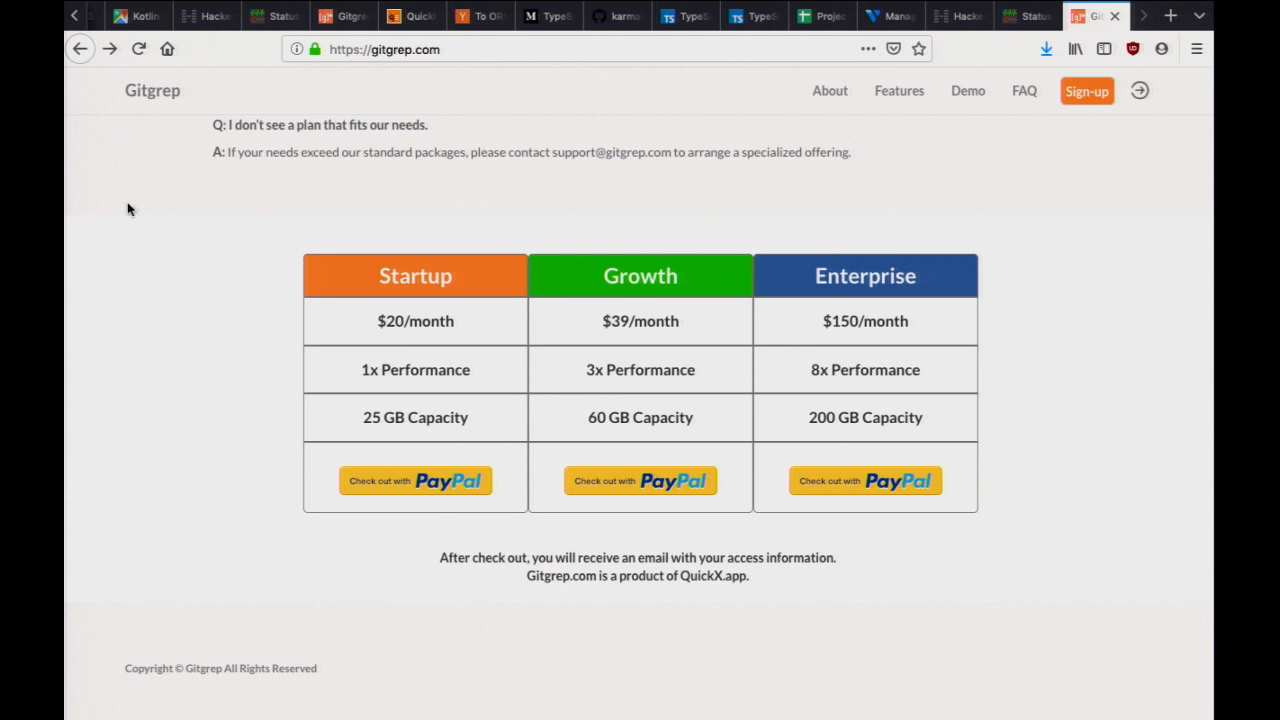 Kotlin
Hacke
Status
Gitgre
Quick
To OR
TypeS
karma
TypeS
TypeS
Projec
Manag
Hacke
Status
Git
https://gitgrep.com
Gitgrep
About
Features
Demo
FAQ
Sign-up
Q: I don't see a plan that fits our needs.
A: If your needs exceed our standard packages, please contact support@gitgrep.com to arrange a specialized offering.
Startup Growth Enterprise
$20/month $39/month $150/month
1x Performance 3x Performance 8x Performance
25 GB Capacity 60 GB Capacity 200 GB Capacity
Check out with PayPal Check out with PayPal Check out with PayPal
After check out, you will receive an email with your access information.
Gitgrep.com is a product of QuickX.app.
Copyright © Gitgrep All Rights Reserved